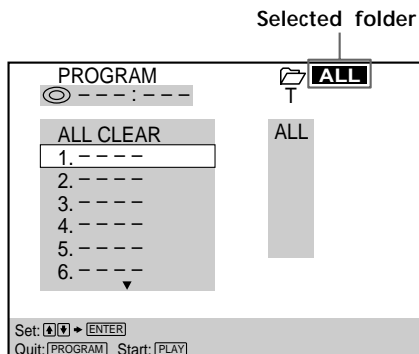 Selected folder
PROGRAM
ALL
– – – : – – –
T
ALL CLEAR
ALL
1. – – – –
2. – – – –
3. – – – –
4. – – – –
5. – – – –
6. – – – –
Set: ENTER
Quit: PROGRAM Start: PLAY